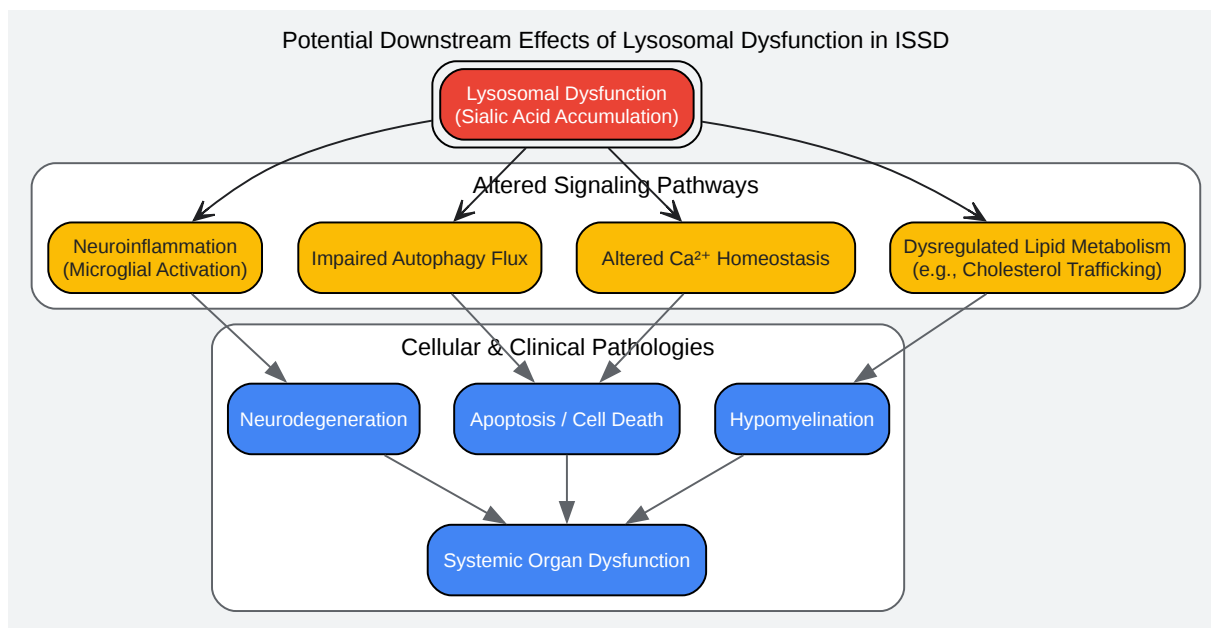 Potential Downstream Effects of Lysosomal Dysfunction in ISSD
Lysosomal Dysfunction
(Sialic Acid Accumulation)
Altered Signaling Pathways
Neuroinflammation
(Microglial Activation)
Impaired Autophagy Flux
Altered Ca²⁺ Homeostasis
Dysregulated Lipid Metabolism
(e.g., Cholesterol Trafficking)
Cellular & Clinical Pathologies
Neurodegeneration
Apoptosis / Cell Death
Hypomyelination
Systemic Organ Dysfunction